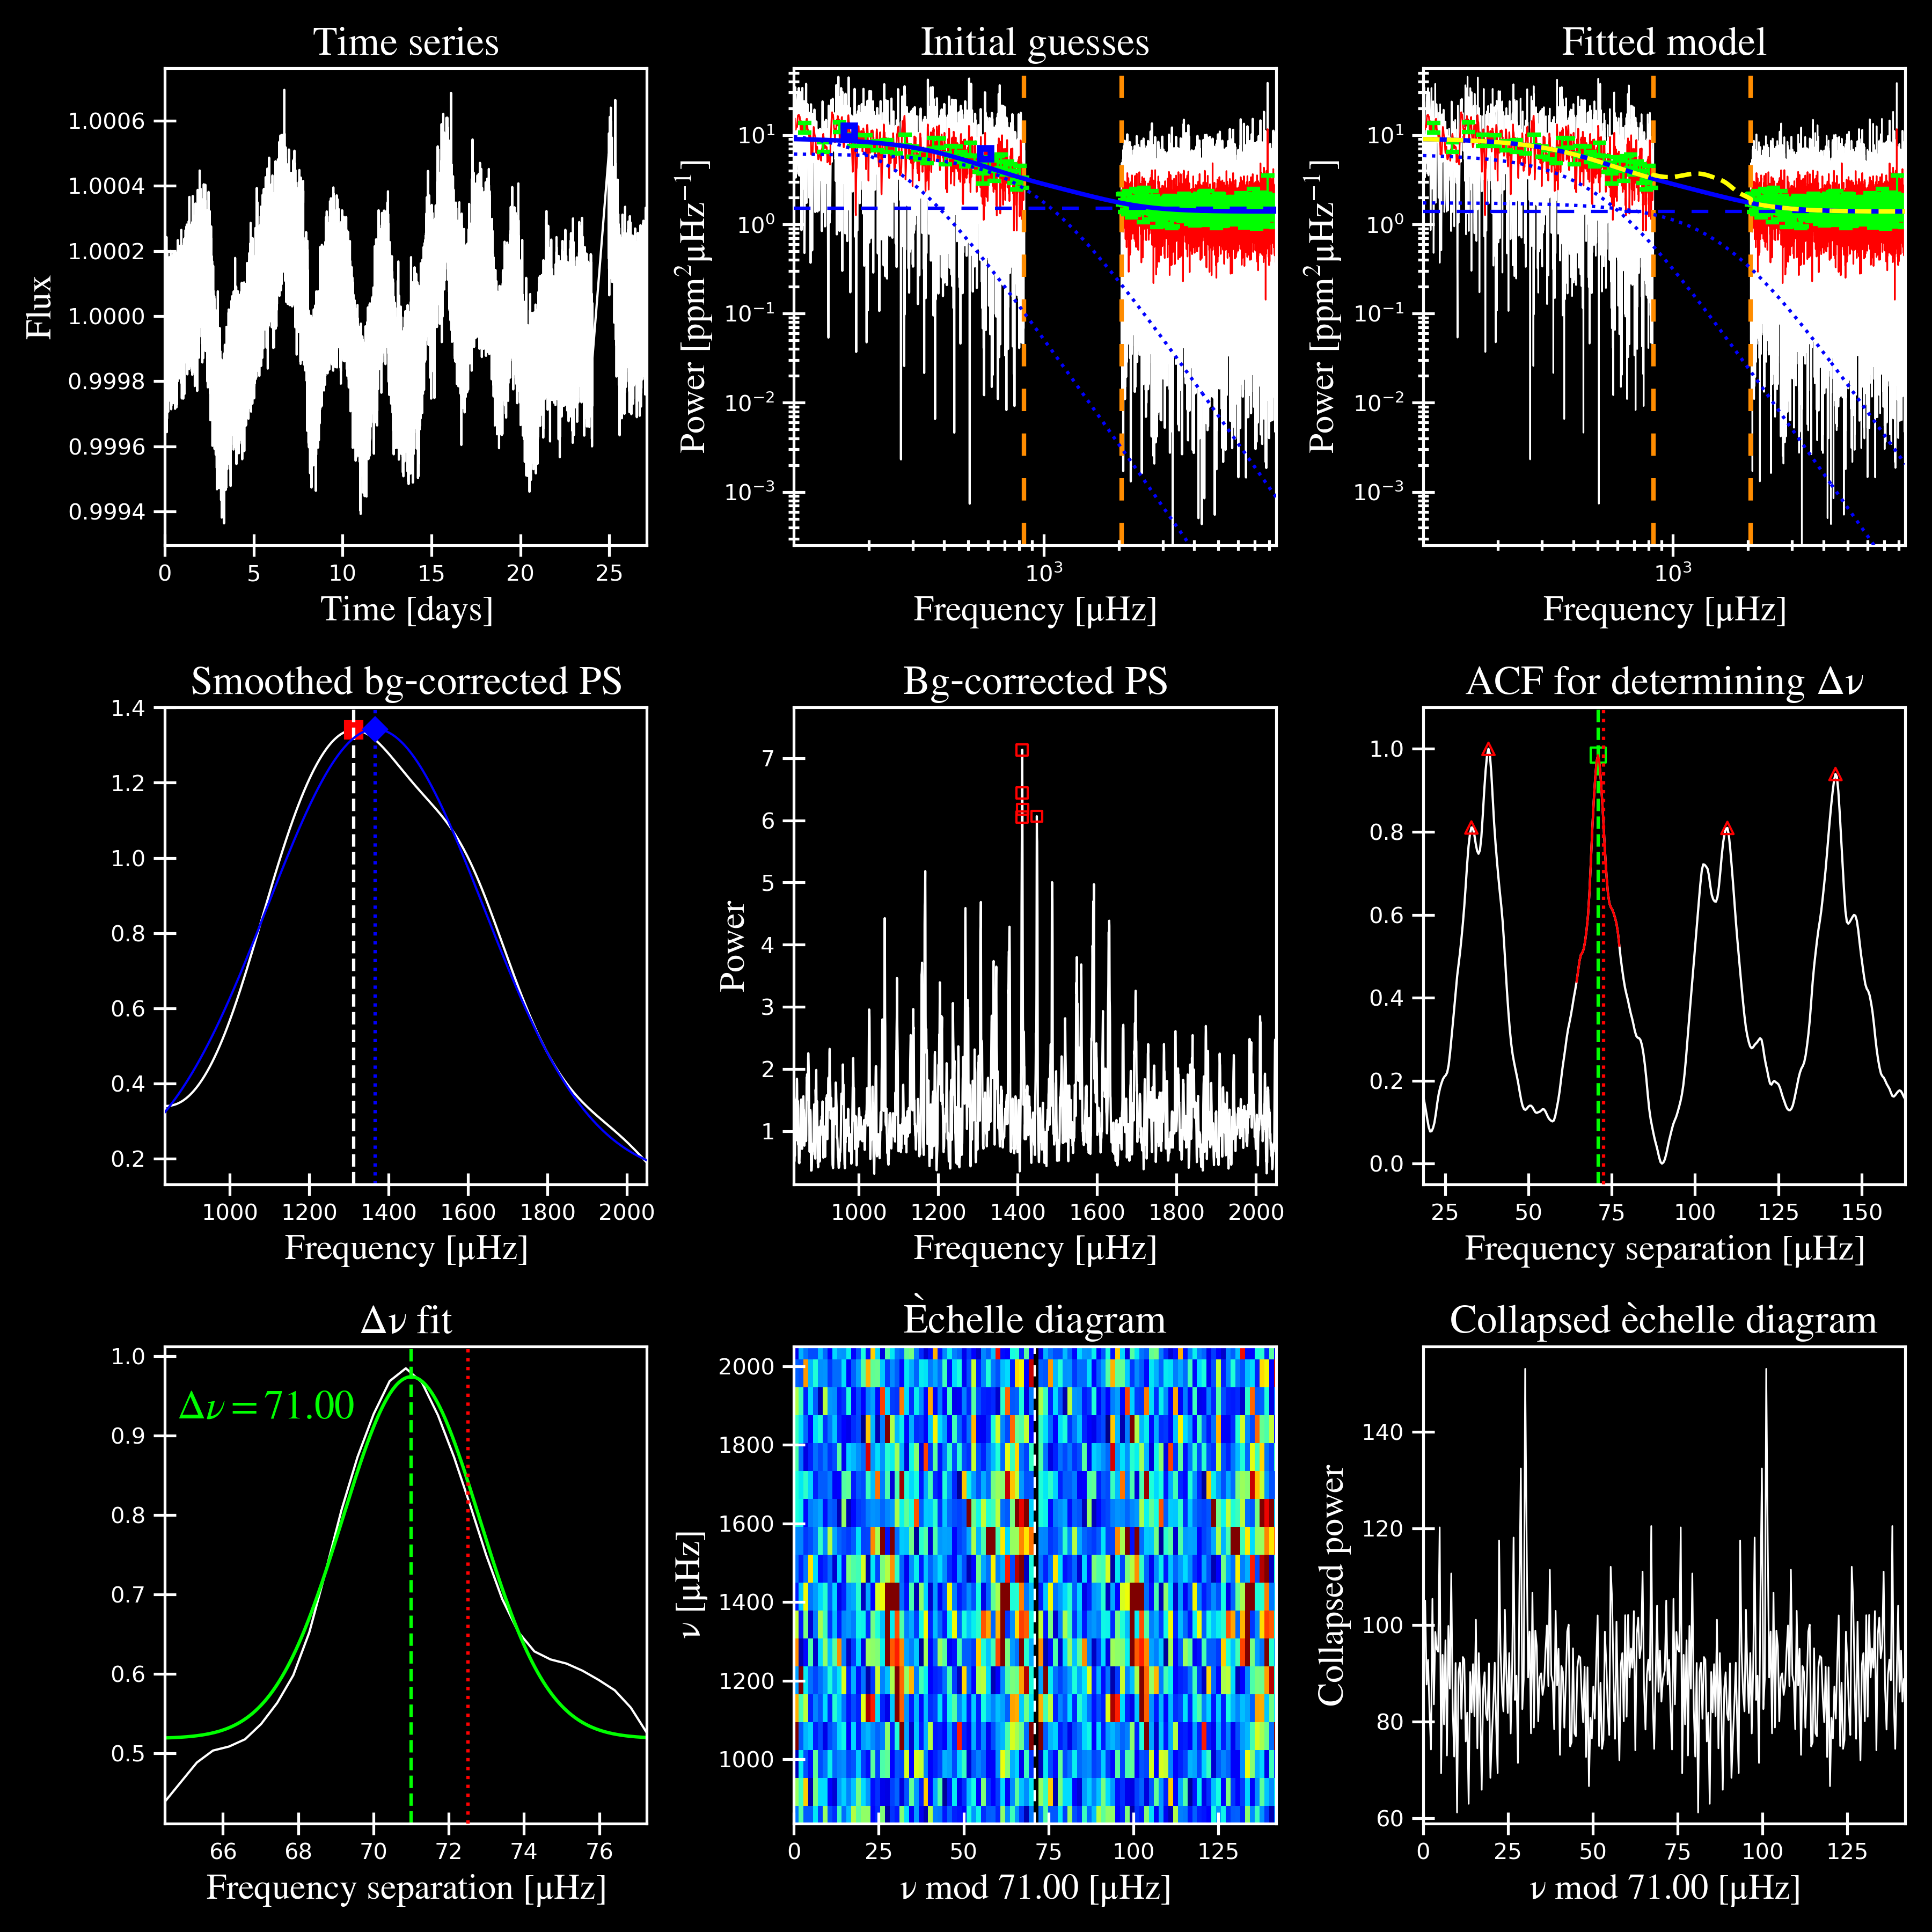 Time series
Initial guesses
Fitted model
1.0006
1.0004
1.0002
1.0000
0.9998
0.9996
0.9994
Flux
0 5 10 15 20 25
Time [days]
10¹
10⁰
10⁻¹
10⁻²
10⁻³
Power [ppm²μHz⁻¹]
10³
Frequency [μHz]
10¹
10⁰
10⁻¹
10⁻²
10⁻³
Power [ppm²μHz⁻¹]
10³
Frequency [μHz]
Smoothed bg-corrected PS
Bg-corrected PS
ACF for determining Δν
1.4
1.2
1.0
0.8
0.6
0.4
0.2
1000 1200 1400 1600 1800 2000
Frequency [μHz]
7
6
5
4
3
2
1
Power
1000 1200 1400 1600 1800 2000
Frequency [μHz]
1.0
0.8
0.6
0.4
0.2
0.0
25 50 75 100 125 150
Frequency separation [μHz]
Δν fit
Èchelle diagram
Collapsed èchelle diagram
Δν = 71.00
1.0
0.9
0.8
0.7
0.6
0.5
66 68 70 72 74 76
Frequency separation [μHz]
2000
1800
1600
1400
1200
1000
ν [μHz]
0 25 50 75 100 125
ν mod 71.00 [μHz]
140
120
100
80
60
Collapsed power
0 25 50 75 100 125
ν mod 71.00 [μHz]